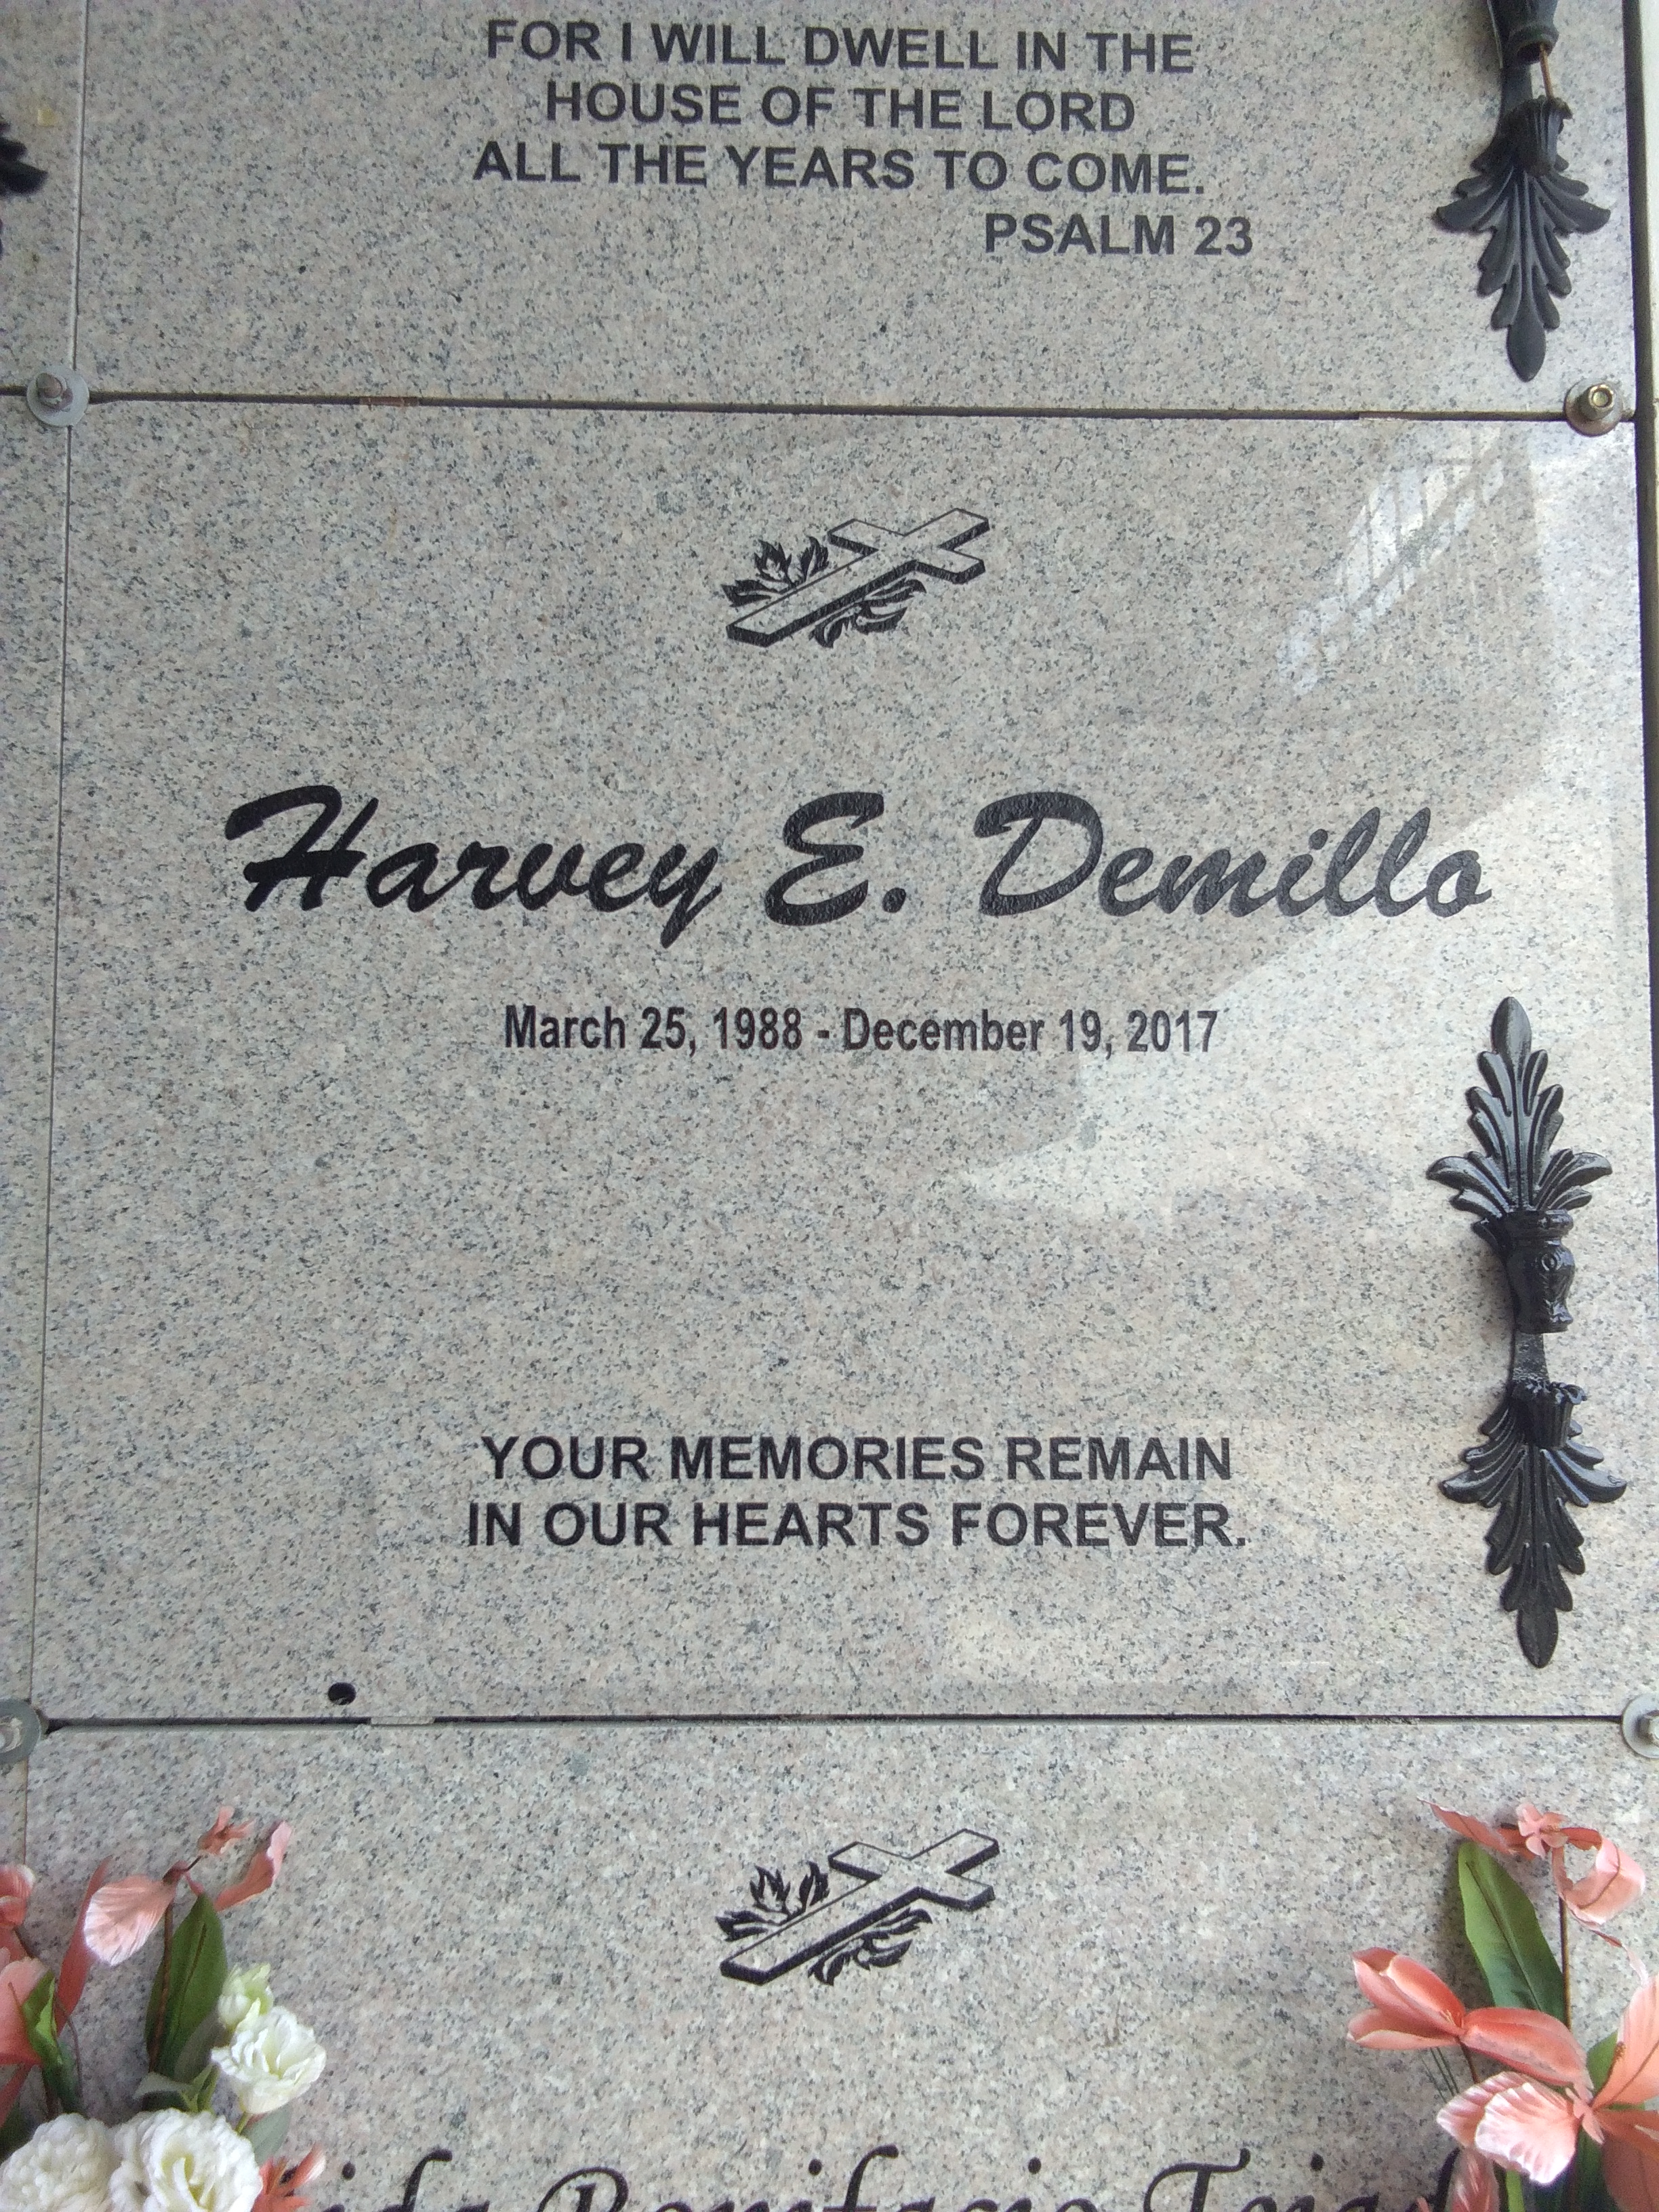 FOR I WILL DWELL IN THE
HOUSE OF THE LORD
ALL THE YEARS TO COME.
PSALM 23
Harvey E. Demillo
March 25, 1988 - December 19, 2017
YOUR MEMORIES REMAIN
IN OUR HEARTS FOREVER.
Bonifacio